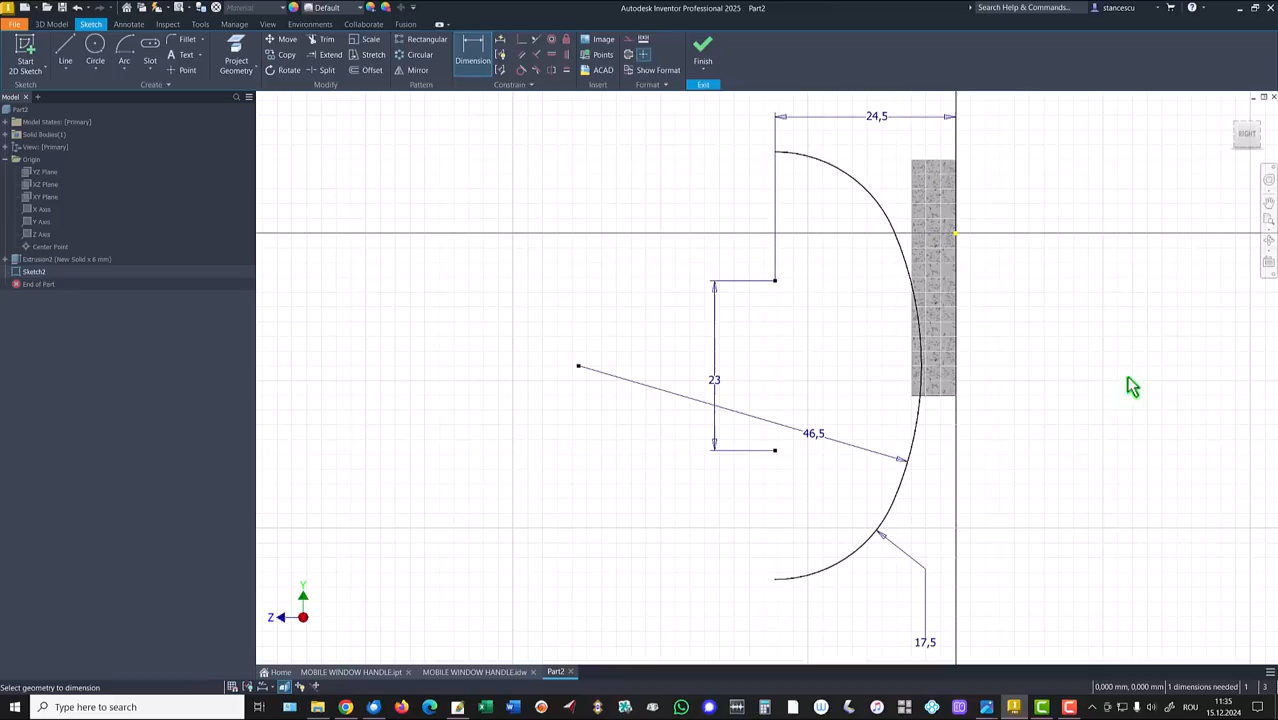 Material
Default
Autodesk Inventor Professional 2025 Part2
Search Help & Commands...
stancescu
File
3D Model
Sketch
Annotate
Inspect
Tools
Manage
View
Environments
Collaborate
Fusion
Start
2D Sketch
Line
Circle
Arc
Slot
Fillet
Text
Point
Project
Geometry
Move
Copy
Rotate
Trim
Extend
Split
Scale
Stretch
Offset
Rectangular
Circular
Mirror
Dimension
Image
Points
ACAD
Show Format
Finish
Sketch
Create
Modify
Pattern
Constrain
Insert
Format
Exit
Model
Part2
Model States: [Primary]
Solid Bodies(1)
View: [Primary]
Origin
YZ Plane
XZ Plane
XY Plane
X Axis
Y Axis
Z Axis
Center Point
Extrusion2 (New Solid x 6 mm)
Sketch2
End of Part
24,5
RIGHT
23
46,5
17,5
Y
Z
Home
MOBILE WINDOW HANDLE.ipt
MOBILE WINDOW HANDLE.idw
Part2
Select geometry to dimension
0,000 mm, 0,000 mm
1 dimensions needed
1
3
Type here to search
ROU
11:35
15.12.2024